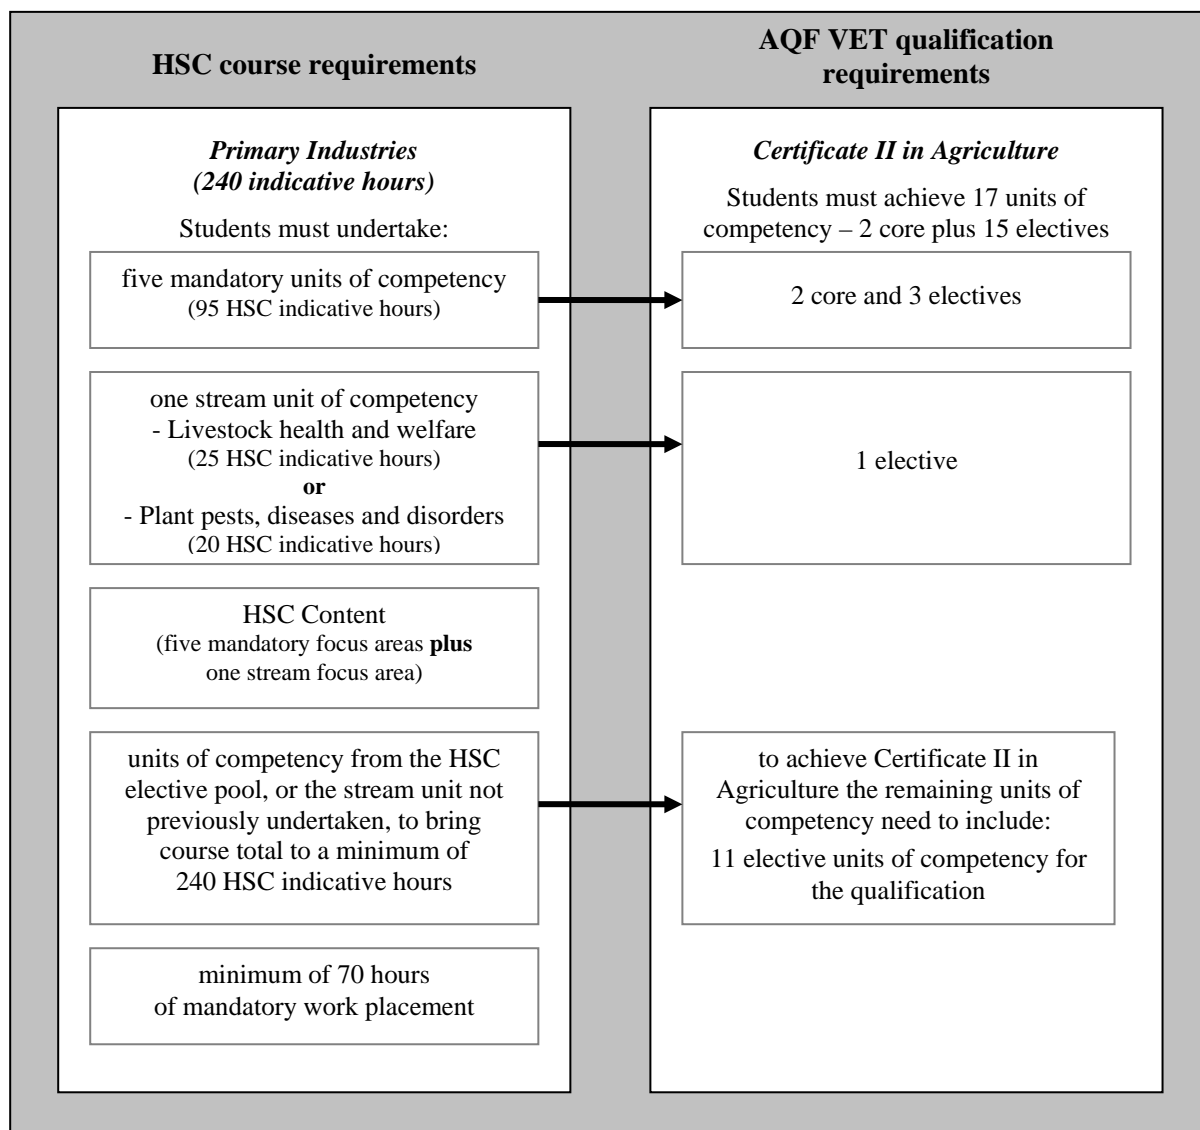 HSC course requirements
AQF VET qualification
requirements
Primary Industries
(240 indicative hours)
Students must undertake:
five mandatory units of competency
(95 HSC indicative hours)
one stream unit of competency
- Livestock health and welfare
(25 HSC indicative hours)
or
- Plant pests, diseases and disorders
(20 HSC indicative hours)
HSC Content
(five mandatory focus areas plus
one stream focus area)
units of competency from the HSC
elective pool, or the stream unit not
previously undertaken, to bring
course total to a minimum of
240 HSC indicative hours
minimum of 70 hours
of mandatory work placement
Certificate II in Agriculture
Students must achieve 17 units of
competency – 2 core plus 15 electives
2 core and 3 electives
1 elective
to achieve Certificate II in
Agriculture the remaining units of
competency need to include:
11 elective units of competency for
the qualification